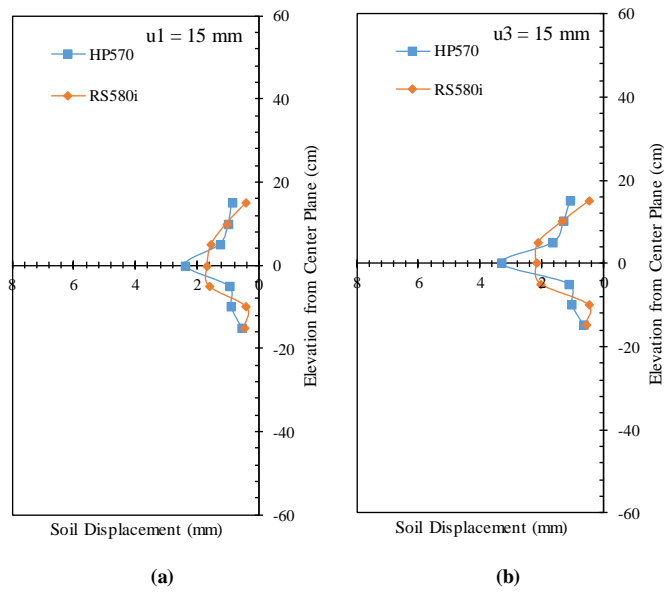 u1 = 15 mm
HP570
RS580i
60
40
20
0
-20
-40
-60
8
6
4
2
0
Elevation from Center Plane (cm)
Soil Displacement (mm)
(a)
u3 = 15 mm
HP570
RS580i
60
40
20
0
-20
-40
-60
8
6
4
2
0
Elevation from Center Plane (cm)
Soil Displacement (mm)
(b)